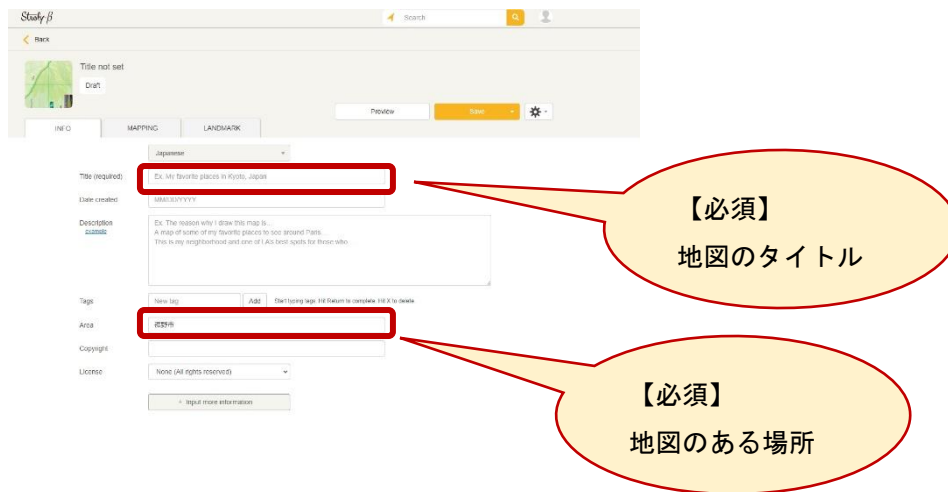 Stroly β
Search
Back
Title not set
Draft
Preview
Save
INFO
MAPPING
LANDMARK
Japanese
Title (required)
Ex. My favorite places in Kyoto, Japan
Date created
MM/DD/YYYY
Description
example
Ex. The reason why I draw this map is...
A map of some of my favorite places to see around Paris...
This is my neighborhood and one of LA's best spots for those who...
Tags
New tag
Add
Start typing tags. Hit Return to complete. Hit X to delete.
Area
裾野市
Copyright
License
None (All rights reserved)
+ Input more information
【必須】
地図のタイトル
【必須】
地図のある場所